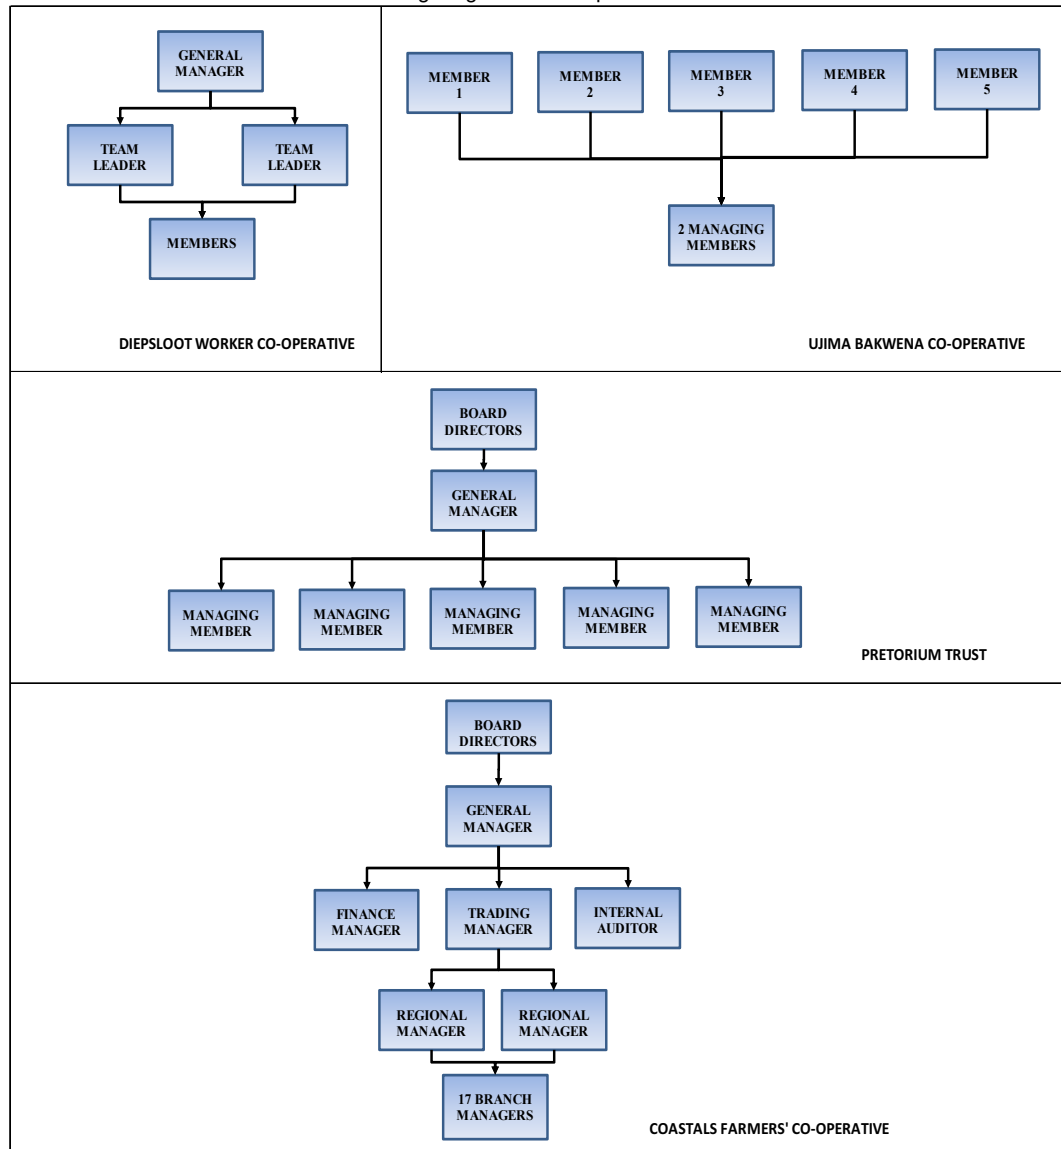 GENERAL
MANAGER
TEAM
LEADER
TEAM
LEADER
MEMBERS
DIEPSLOOT WORKER CO-OPERATIVE
MEMBER
1
MEMBER
2
MEMBER
3
MEMBER
4
MEMBER
5
2 MANAGING
MEMBERS
UJIMA BAKWENA CO-OPERATIVE
BOARD
DIRECTORS
GENERAL
MANAGER
MANAGING
MEMBER
MANAGING
MEMBER
MANAGING
MEMBER
MANAGING
MEMBER
MANAGING
MEMBER
PRETORIUM TRUST
BOARD
DIRECTORS
GENERAL
MANAGER
FINANCE
MANAGER
TRADING
MANAGER
INTERNAL
AUDITOR
REGIONAL
MANAGER
REGIONAL
MANAGER
17 BRANCH
MANAGERS
COASTALS FARMERS' CO-OPERATIVE